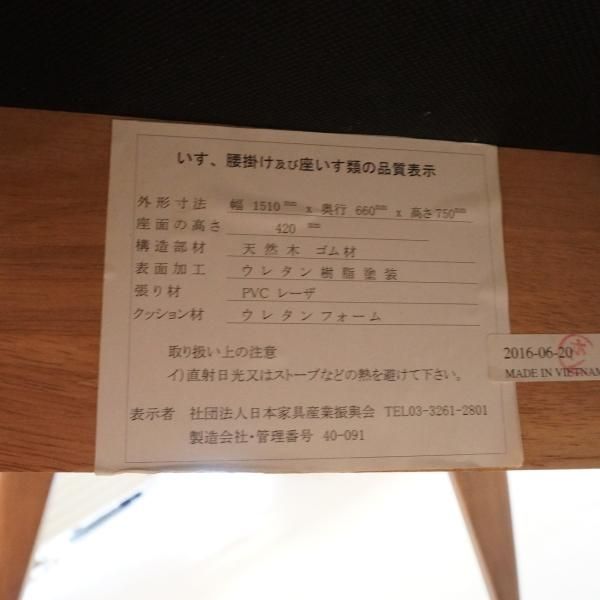 いす、腰掛け及び座いす類の品質表示
外形寸法 幅 1510mm x 奥行 660mm x 高さ750mm
座面の高さ 420 mm
構造部材 天然木 ゴム材
表面加工 ウレタン樹脂塗装
張り材 PVC レーザ
クッション材 ウレタンフォーム
取り扱い上の注意
イ)直射日光又はストーブなどの熱を避けて下さい。
表示者 社団法人日本家具産業振興会 TEL03-3261-2801
製造会社・管理番号 40-091
2016-06-20
MADE IN VIETNAM